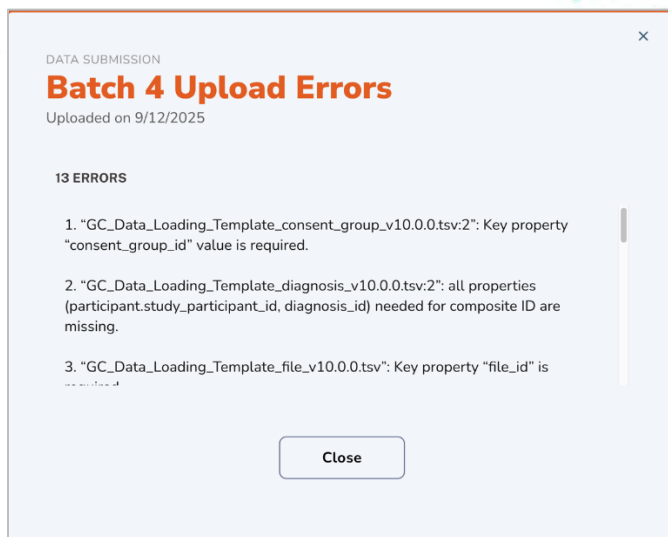 ×
DATA SUBMISSION
Batch 4 Upload Errors
Uploaded on 9/12/2025
13 ERRORS
1. “GC_Data_Loading_Template_consent_group_v10.0.0.tsv:2”: Key property
“consent_group_id” value is required.
2. “GC_Data_Loading_Template_diagnosis_v10.0.0.tsv:2”: all properties
(participant.study_participant_id, diagnosis_id) needed for composite ID are
missing.
3. “GC_Data_Loading_Template_file_v10.0.0.tsv”: Key property “file_id” is
Close